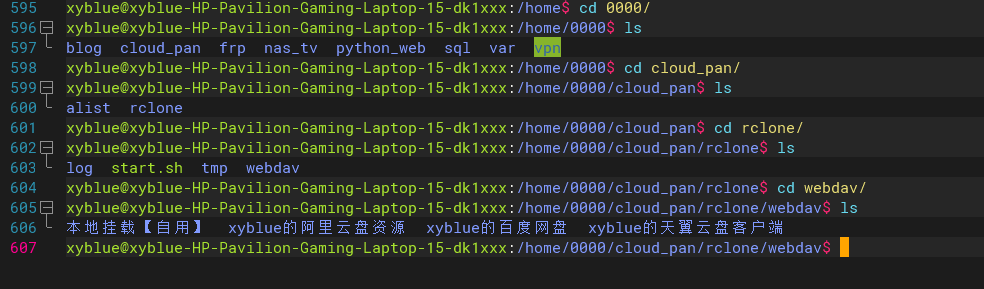 595 xyblue@xyblue-HP-Pavilion-Gaming-Laptop-15-dk1xxx:/home$ cd 0000/
596 xyblue@xyblue-HP-Pavilion-Gaming-Laptop-15-dk1xxx:/home/0000$ ls
597 blog cloud_pan frp nas_tv python_web sql var vpn
598 xyblue@xyblue-HP-Pavilion-Gaming-Laptop-15-dk1xxx:/home/0000$ cd cloud_pan/
599 xyblue@xyblue-HP-Pavilion-Gaming-Laptop-15-dk1xxx:/home/0000/cloud_pan$ ls
600 alist rclone
601 xyblue@xyblue-HP-Pavilion-Gaming-Laptop-15-dk1xxx:/home/0000/cloud_pan$ cd rclone/
602 xyblue@xyblue-HP-Pavilion-Gaming-Laptop-15-dk1xxx:/home/0000/cloud_pan/rclone$ ls
603 log start.sh tmp webdav
604 xyblue@xyblue-HP-Pavilion-Gaming-Laptop-15-dk1xxx:/home/0000/cloud_pan/rclone$ cd webdav/
605 xyblue@xyblue-HP-Pavilion-Gaming-Laptop-15-dk1xxx:/home/0000/cloud_pan/rclone/webdav$ ls
606 本地挂载【自用】 xyblue的阿里云盘资源 xyblue的百度网盘 xyblue的天翼云盘客户端
607 xyblue@xyblue-HP-Pavilion-Gaming-Laptop-15-dk1xxx:/home/0000/cloud_pan/rclone/webdav$